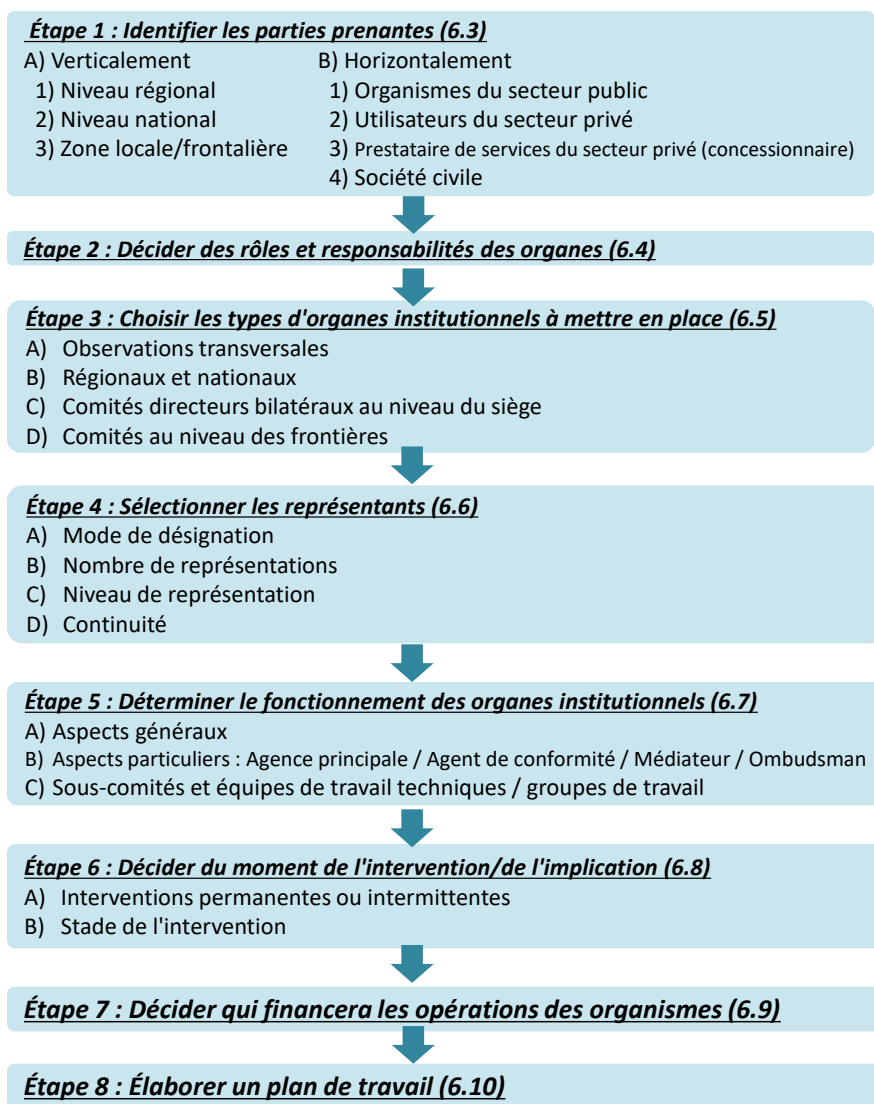 Étape 1 : Identifier les parties prenantes (6.3)
A) Verticalement
1) Niveau régional
2) Niveau national
3) Zone locale/frontalière
B) Horizontalement
1) Organismes du secteur public
2) Utilisateurs du secteur privé
3) Prestataire de services du secteur privé (concessionnaire)
4) Société civile
Étape 2 : Décider des rôles et responsabilités des organes (6.4)
Étape 3 : Choisir les types d'organes institutionnels à mettre en place (6.5)
A) Observations transversales
B) Régionaux et nationaux
C) Comités directeurs bilatéraux au niveau du siège
D) Comités au niveau des frontières
Étape 4 : Sélectionner les représentants (6.6)
A) Mode de désignation
B) Nombre de représentations
C) Niveau de représentation
D) Continuité
Étape 5 : Déterminer le fonctionnement des organes institutionnels (6.7)
A) Aspects généraux
B) Aspects particuliers : Agence principale / Agent de conformité / Médiateur / Ombudsman
C) Sous-comités et équipes de travail techniques / groupes de travail
Étape 6 : Décider du moment de l'intervention/de l'implication (6.8)
A) Interventions permanentes ou intermittentes
B) Stade de l'intervention
Étape 7 : Décider qui financera les opérations des organismes (6.9)
Étape 8 : Élaborer un plan de travail (6.10)